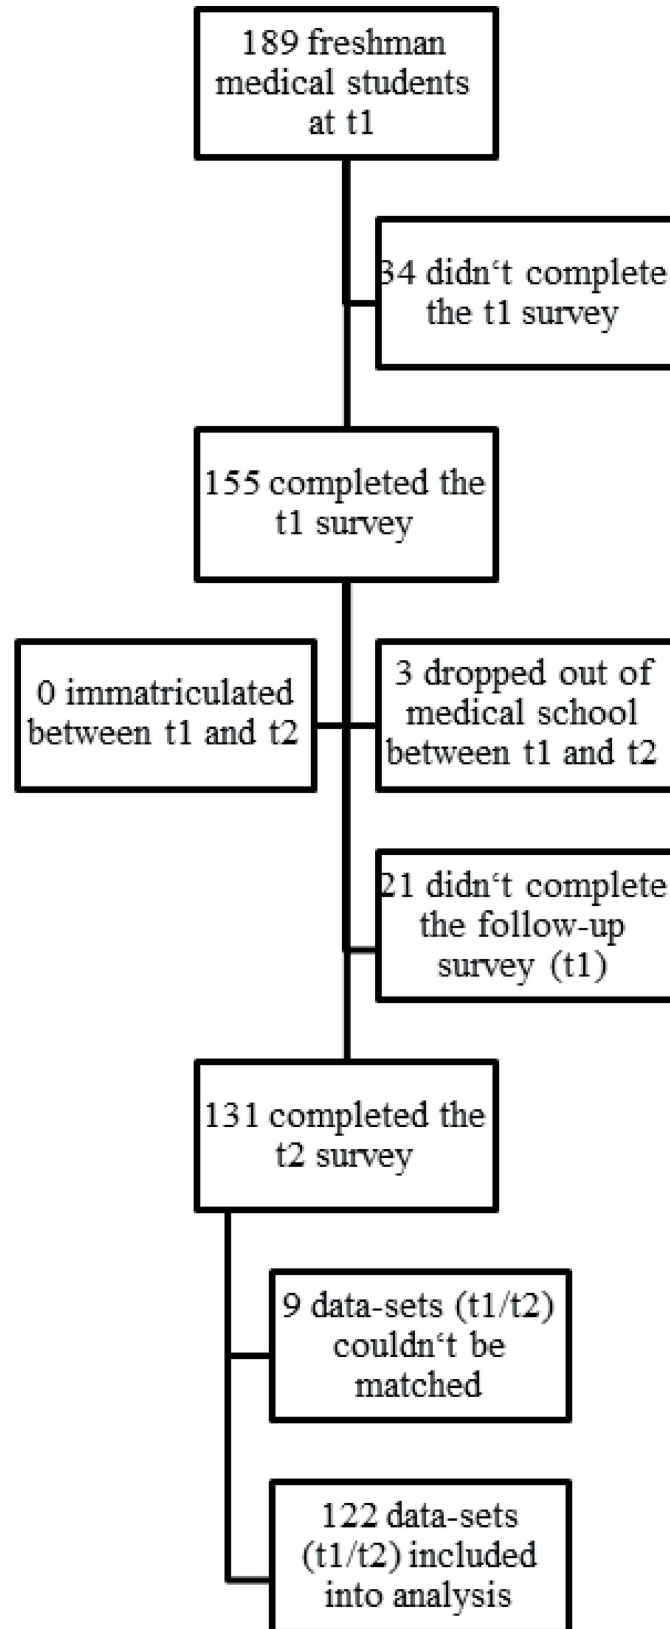 189 freshman
medical students
at t1
34 didn‘t complete
the t1 survey
155 completed the
t1 survey
0 immatriculated
between t1 and t2
3 dropped out of
medical school
between t1 and t2
21 didn‘t complete
the follow-up
survey (t1)
131 completed the
t2 survey
9 data-sets (t1/t2)
couldn‘t be
matched
122 data-sets
(t1/t2) included
into analysis